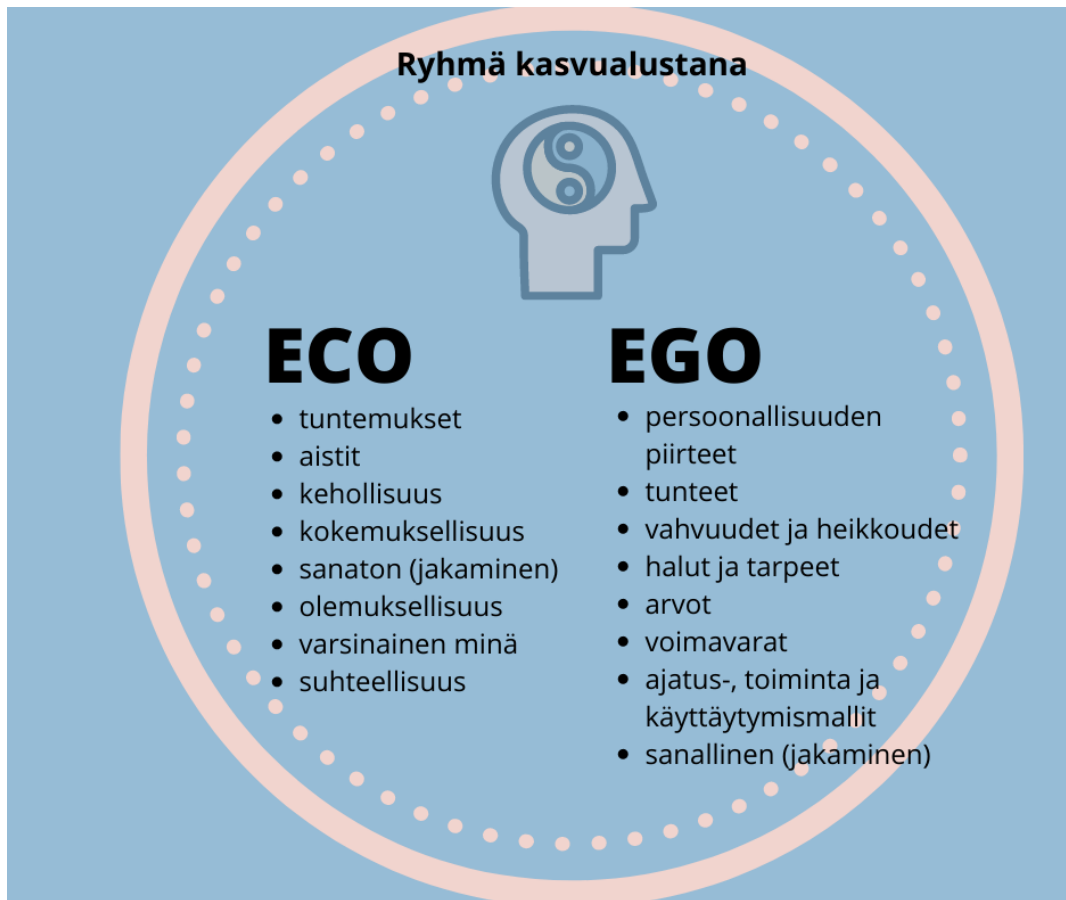 Ryhmä kasvualustana
ECO
• tuntemukset
• aistit
• kehollisuus
• kokemuksellisuus
• sanaton (jakaminen)
• olemuksellisuus
• varsinainen minä
• suhteellisuus
EGO
• persoonallisuuden
piirteet
• tunteet
• vahvuudet ja heikkoudet
• halut ja tarpeet
• arvot
• voimavarat
• ajatus-, toiminta ja
käyttäytymismallit
• sanallinen (jakaminen)